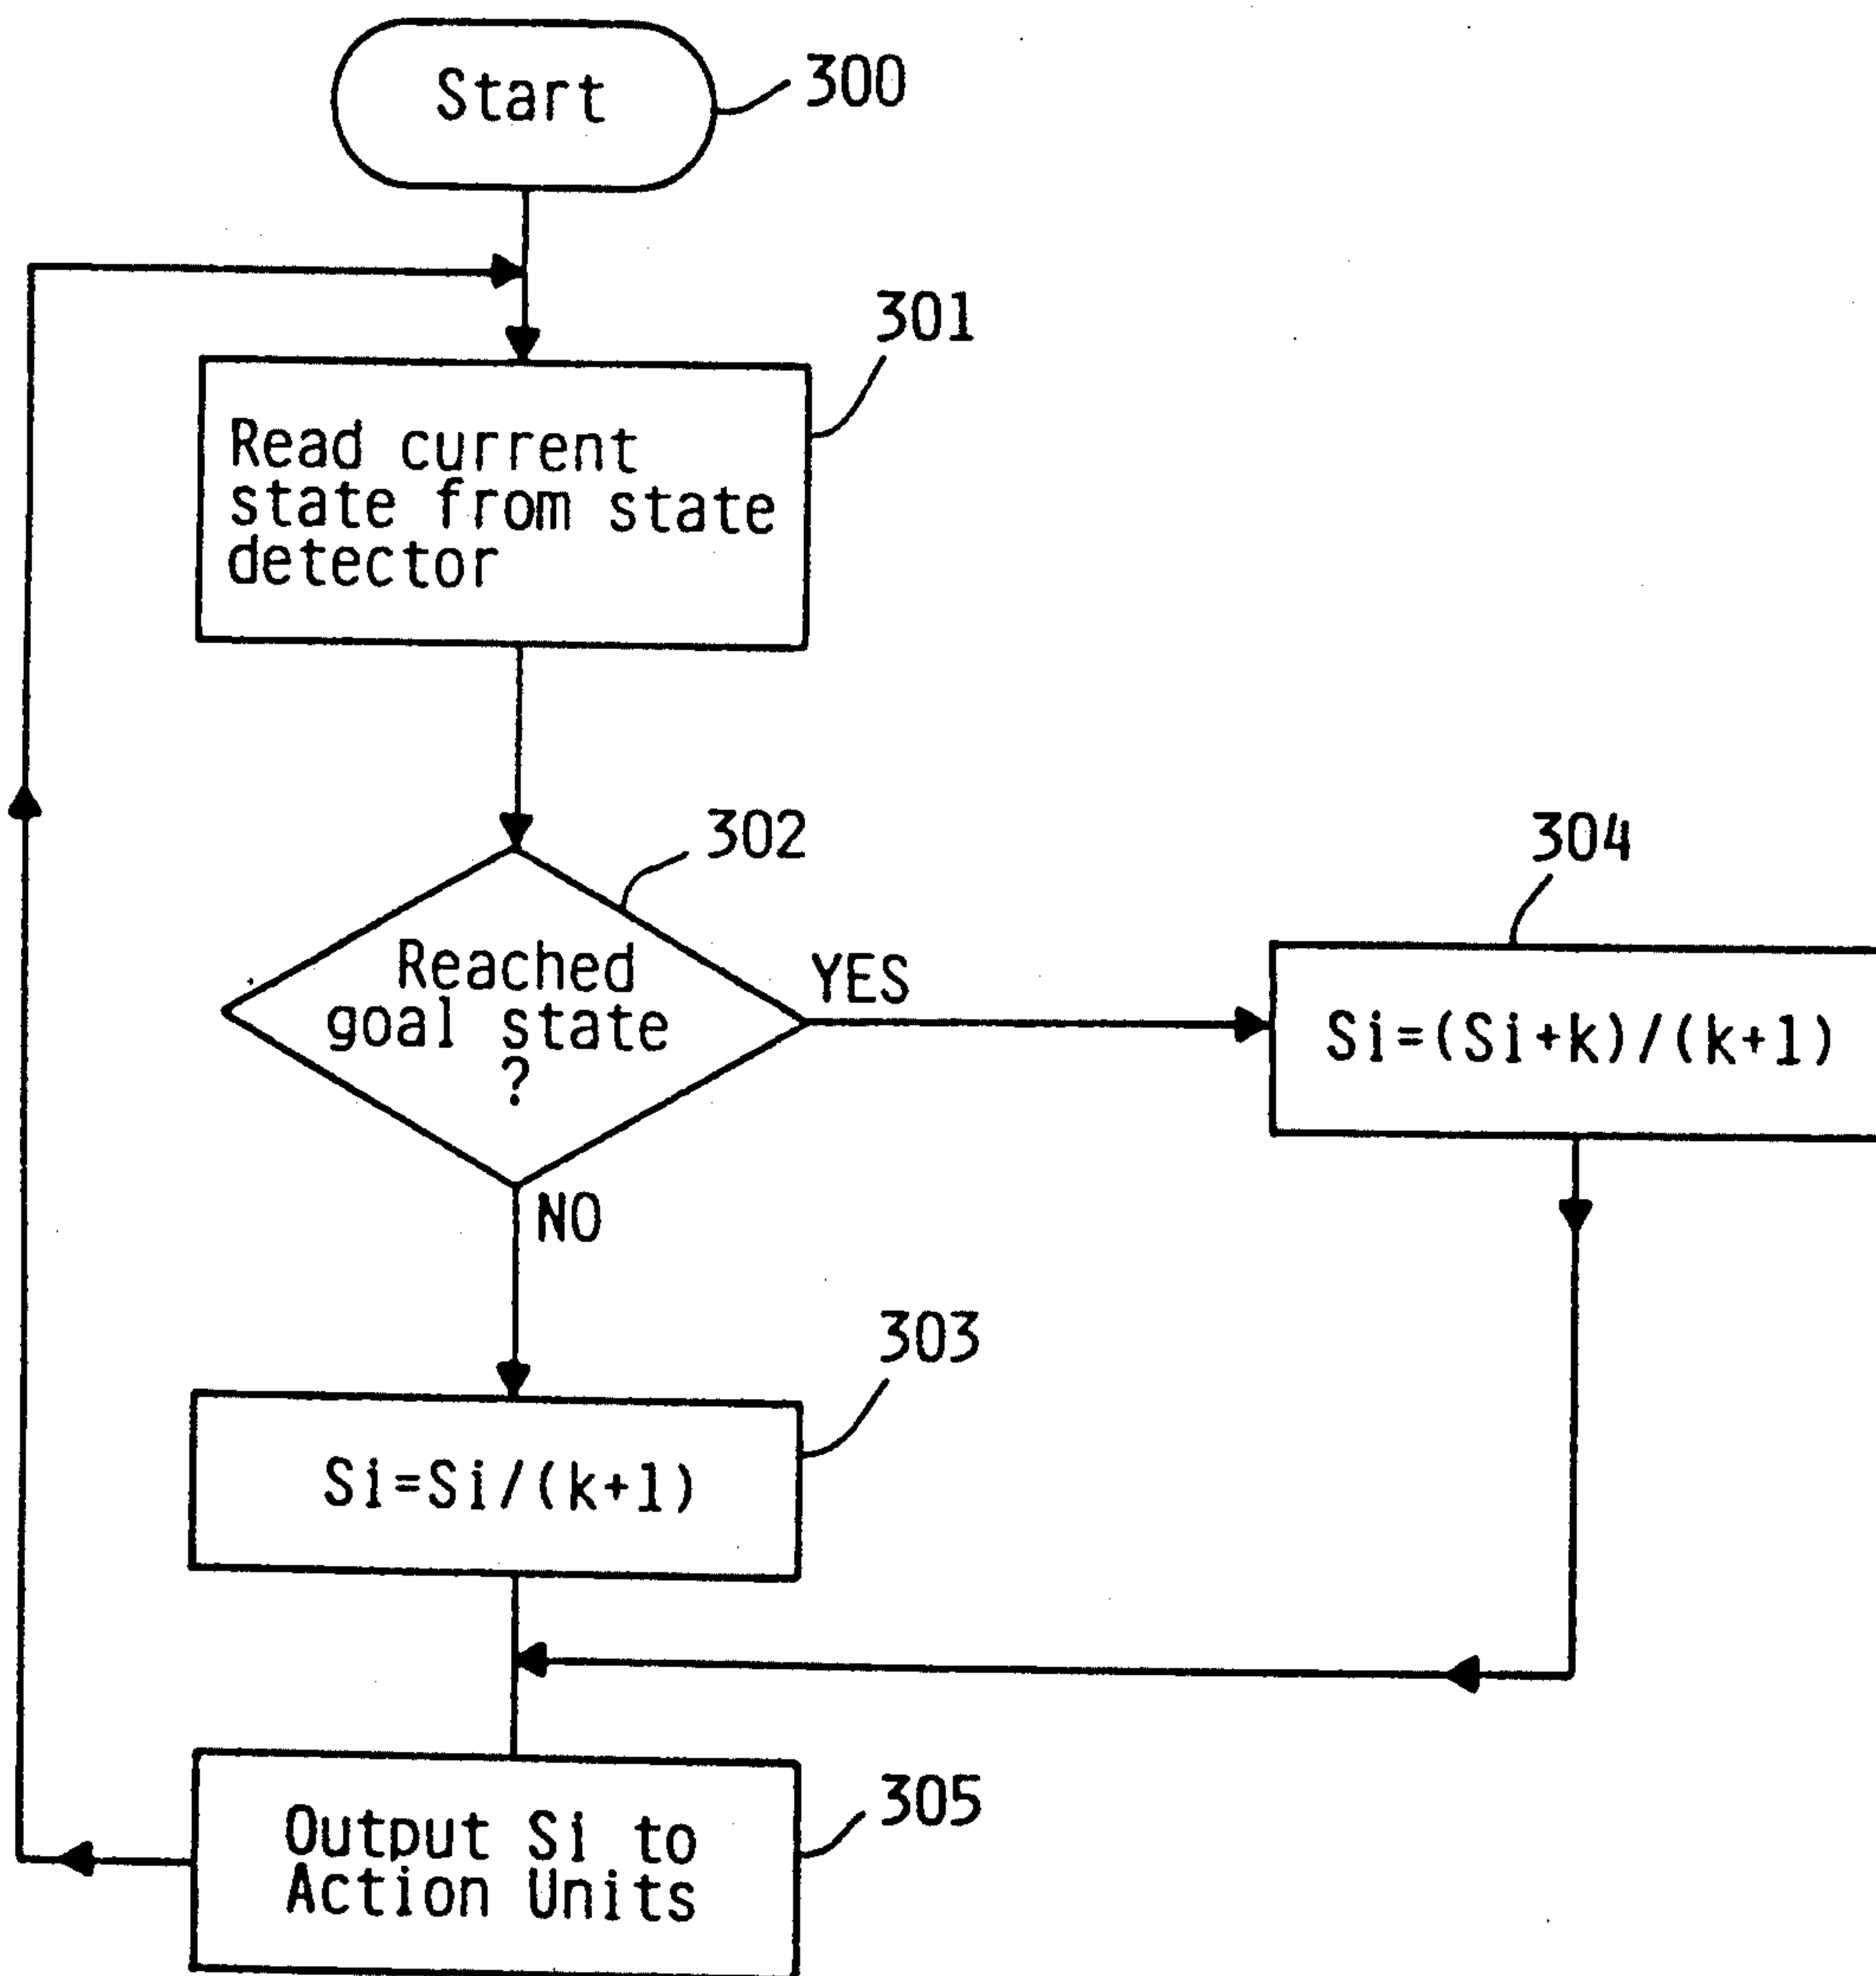 Start
300
301
Read current
state from state
detector
302
Reached
goal state
?
YES
304
Si=(Si+k)/(k+1)
NO
303
Si=Si/(k+1)
305
Output Si to
Action Units